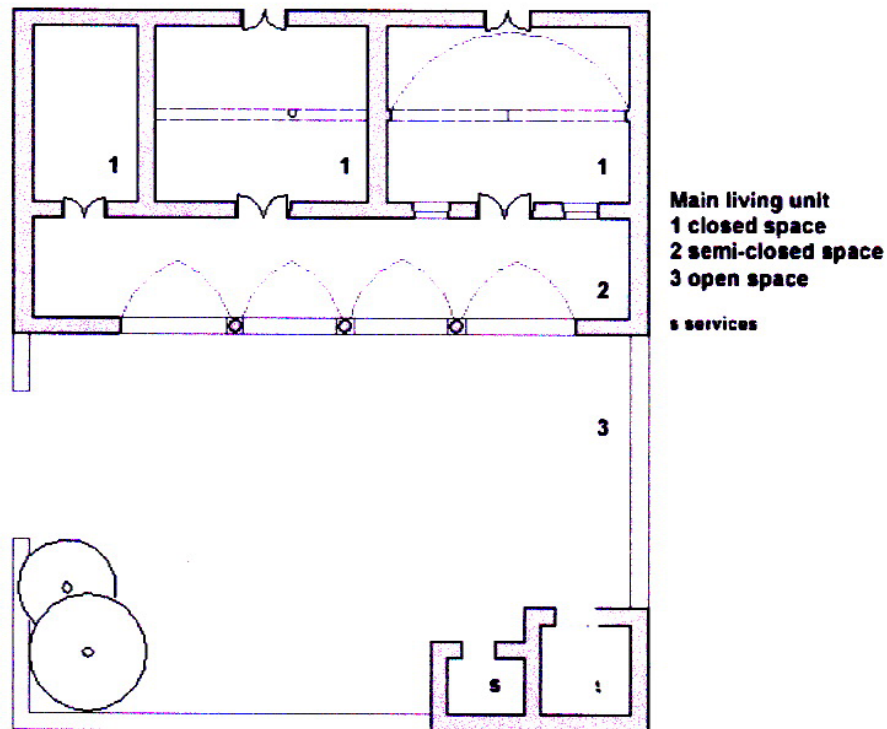 1
1
1
2
3
s
Main living unit
1 closed space
2 semi-closed space
3 open space
s services